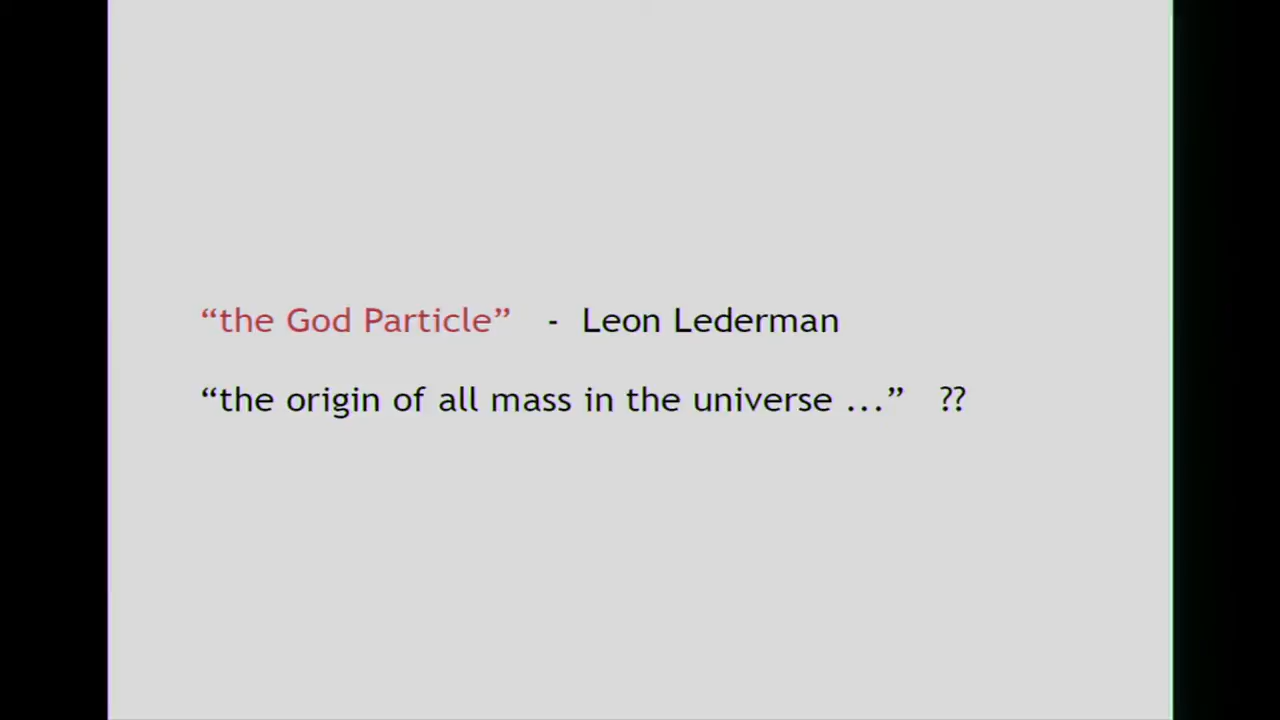 “the God Particle” - Leon Lederman
“the origin of all mass in the universe ...” ??